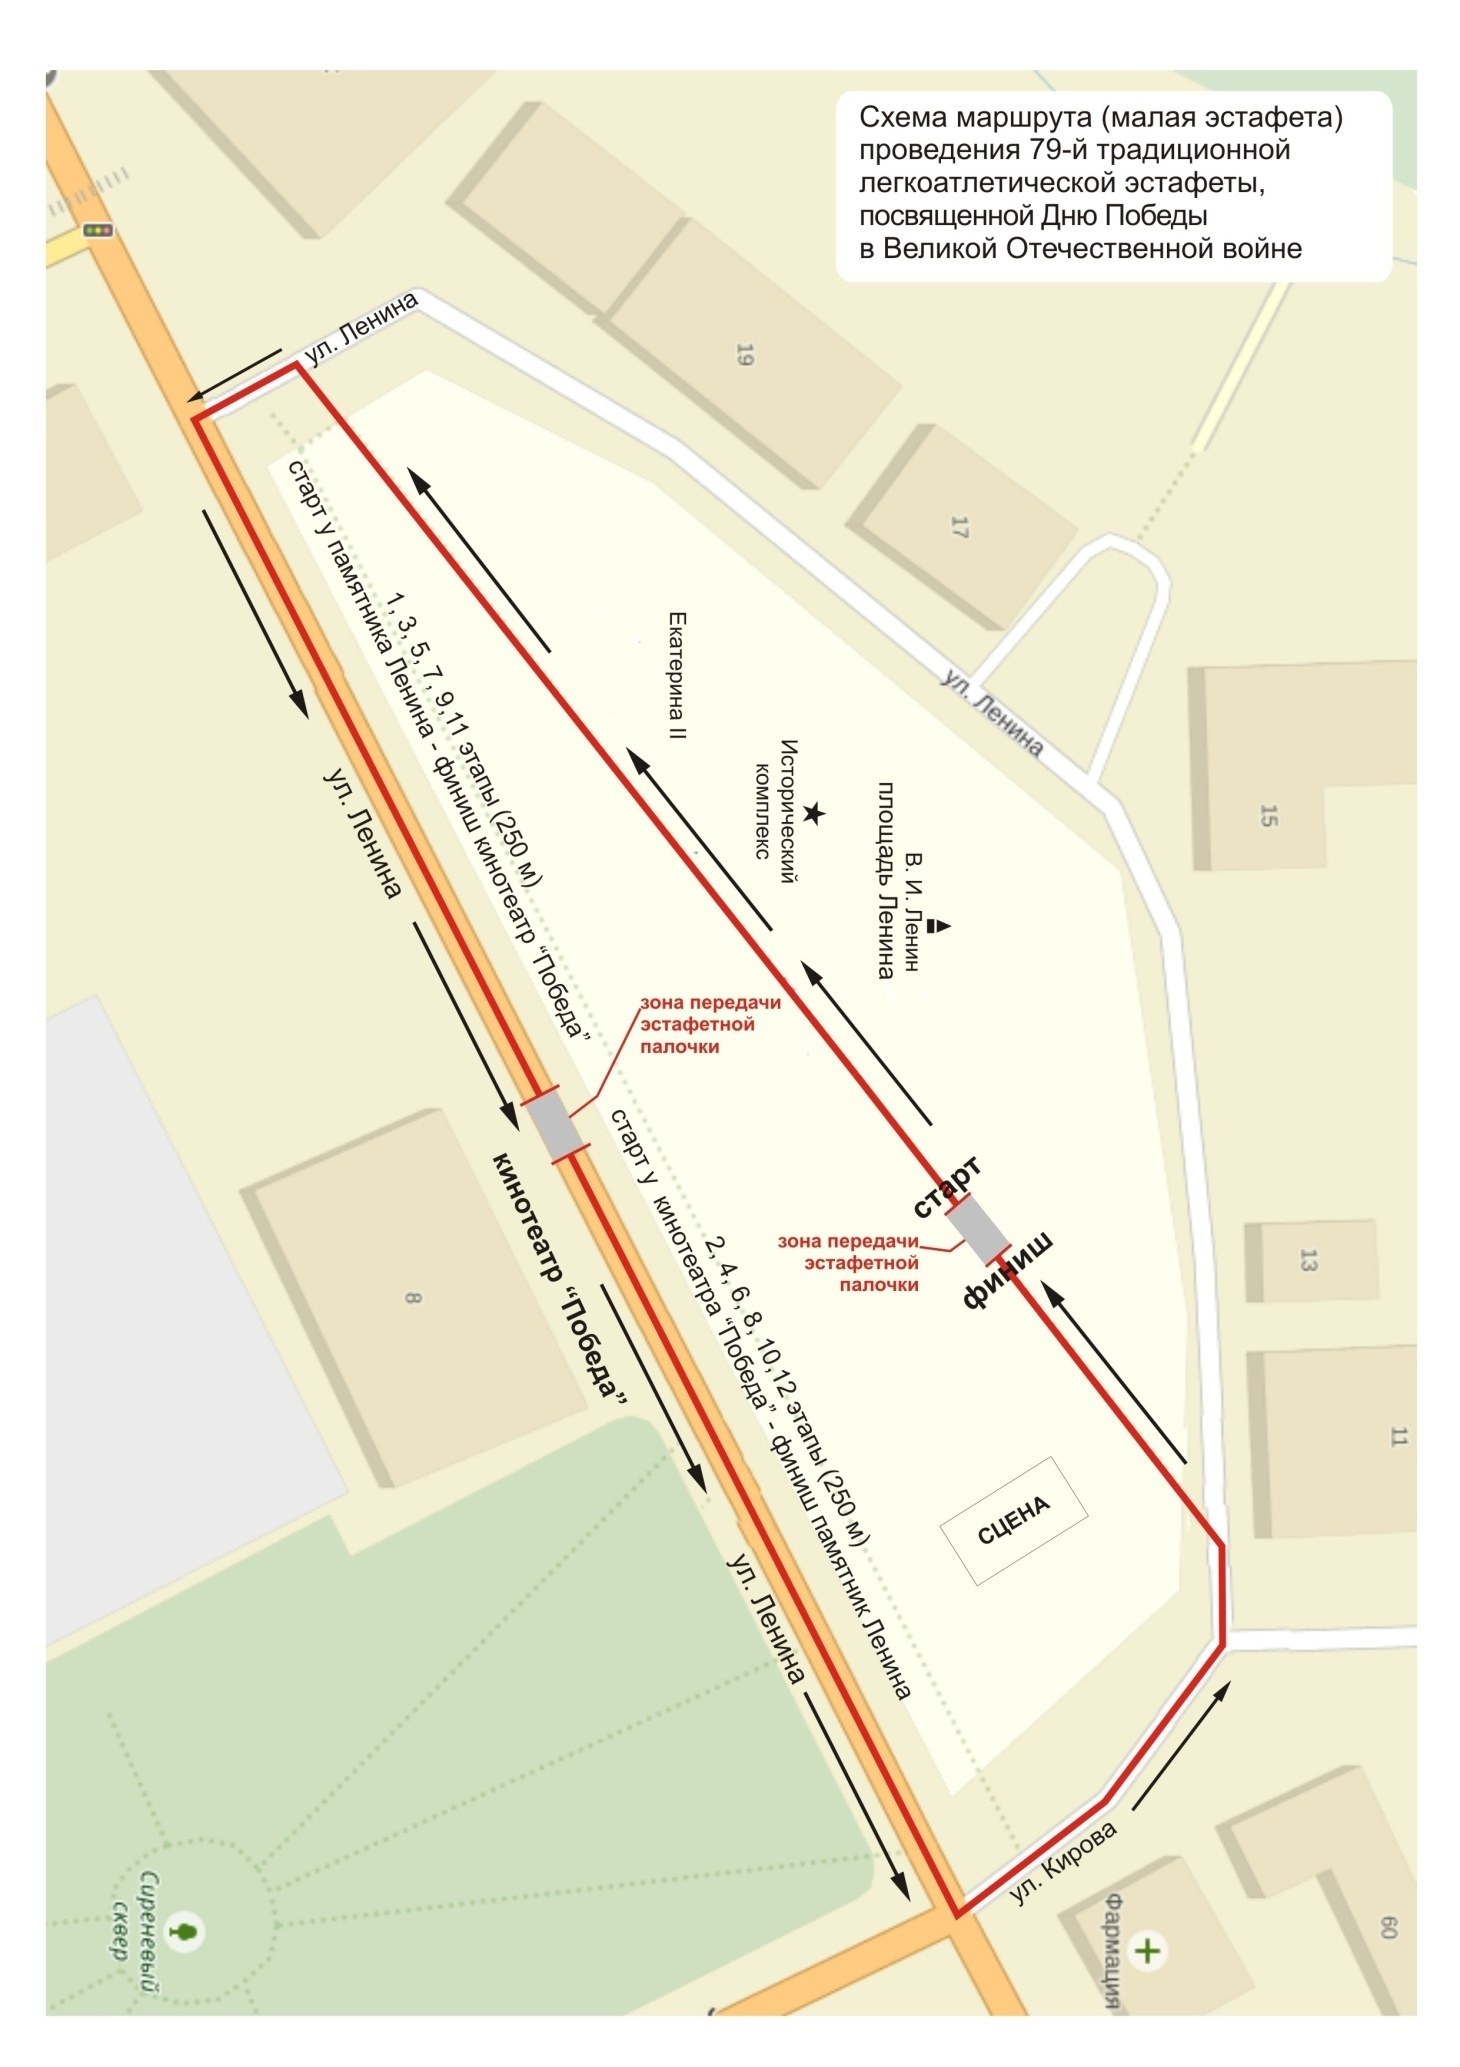 Схема маршрута (малая эстафета)
проведения 79-й традиционной
легкоатлетической эстафеты,
посвященной Дню Победы
в Великой Отечественной войне
ул. Ленина
19
17
ул. Ленина
15
Екатерина II
Исторический
комплекс
В. И. Ленин
площадь Ленина
1, 3, 5, 7, 9,11 этапы (250 м)
старт у памятника Ленина - финиш кинотеатр “Победа”
ул. Ленина
зона передачи
эстафетной
палочки
старт
финиш
зона передачи
эстафетной
палочки
13
11
8
кинотеатр “Победа”
2, 4, 6, 8, 10,12 этапы (250 м)
старт у кинотеатра “Победа” - финиш памятник Ленина
СЦЕНА
ул. Ленина
ул. Кирова
Фармация
60
Сиреневый
сквер